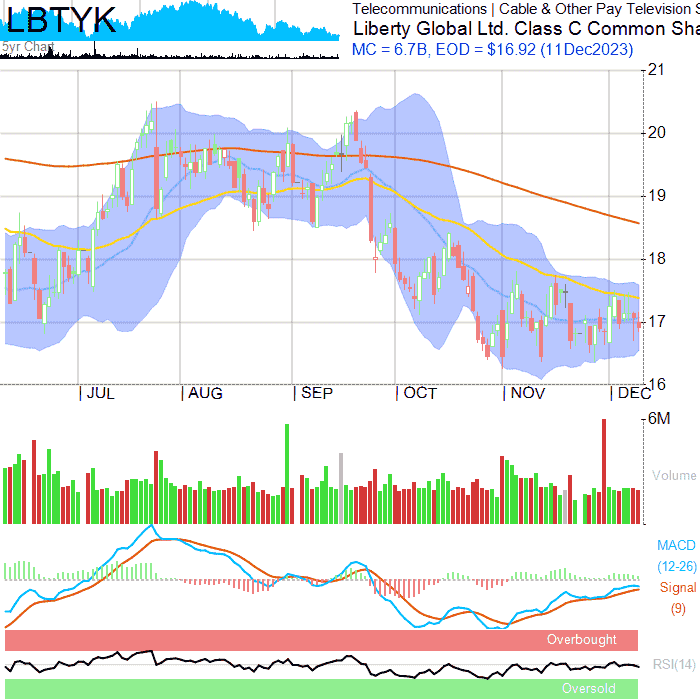 LBTYK
Telecommunications | Cable & Other Pay Television S
Liberty Global Ltd. Class C Common Sha
MC = 6.7B, EOD = $16.92 (11Dec2023)
5yr Chart
21
20
19
18
17
16
| JUL | AUG | SEP | OCT | NOV | DEC
6M
Volume
MACD
(12-26)
Signal
(9)
Overbought
RSI(14)
Oversold